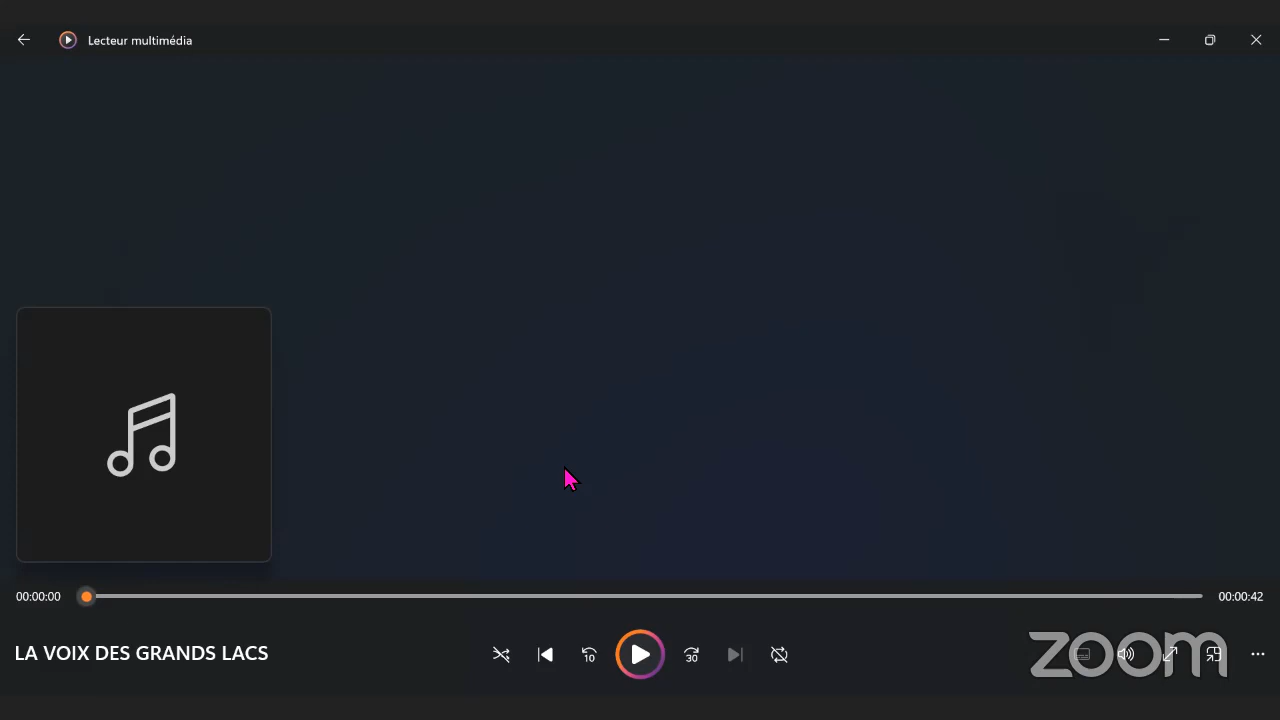 Lecteur multimédia
00:00:00
00:00:42
LA VOIX DES GRANDS LACS
10
30
zoom